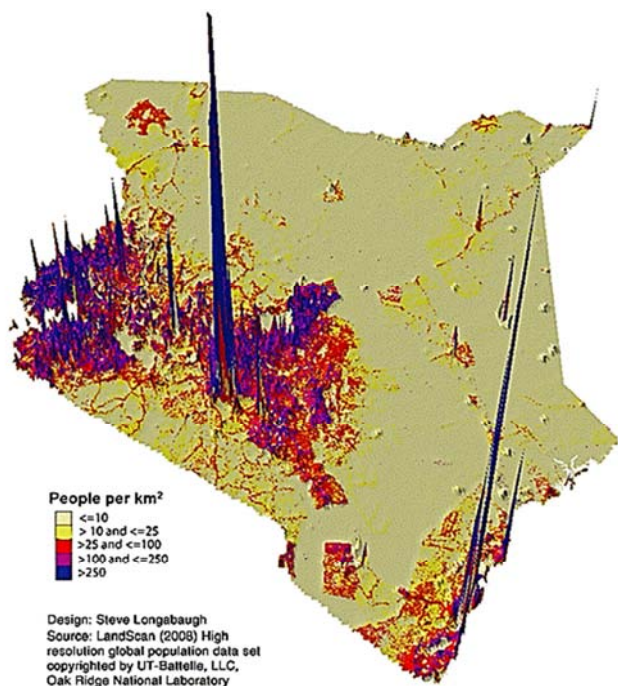 People per km²
<=10
> 10 and <=25
>25 and <=100
>100 and <=250
>250
Design: Steve Longabaugh
Source: LandScan (2008) High
resolution global population data set
copyrighted by UT-Battelle, LLC,
Oak Ridge National Laboratory